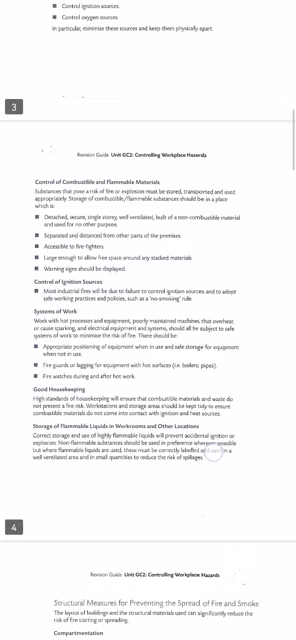 Control ignition sources.
Control oxygen sources.
In particular, minimise these sources and keep them physically apart.
3
Revision Guide Unit GC2: Controlling Workplace Hazards
Control of Combustible and Flammable Materials
Substances that pose a risk of fire or explosion must be stored, transported and used
appropriately. Storage of combustible/flammable substances should be in a place
which is:
Detached, secure, single storey, well ventilated, built of a non-combustible material
and used for no other purpose.
Separated and distanced from other parts of the premises.
Accessible to fire-fighters.
Large enough to allow free space around any stacked materials
Warning signs should be displayed.
Control of Ignition Sources
Most industrial fires will be due to failure to control ignition sources and to adopt
safe working practices and policies, such as a 'no-smoking' rule.
Systems of Work
Work with hot processes and equipment, poorly maintained machines that overheat
or cause sparking, and electrical equipment and systems, should all be subject to safe
systems of work to minimise the risk of fire. There should be:
Appropriate positioning of equipment when in use and safe storage for equipment
when not in use.
Fire guards or lagging for equipment with hot surfaces (i.e. boilers; pipes).
Fire watches during and after hot work.
Good Housekeeping
High standards of housekeeping will ensure that combustible materials and waste do
not present a fire risk. Workstations and storage areas should be kept tidy to ensure
combustible materials do not come into contact with ignition and heat sources.
Storage of Flammable Liquids in Workrooms and Other Locations
Correct storage and use of highly flammable liquids will prevent accidental ignition or
explosion. Non-flammable substances should be used in preference wherever possible
but where flammable liquids are used, these must be correctly labelled and used in a
well ventilated area and in small quantities to reduce the risk of spillages.
4
Revision Guide Unit GC2: Controlling Workplace Hazards
Structural Measures for Preventing the Spread of Fire and Smoke
The layout of buildings and the structural materials used can significantly reduce the
risk of fire starting or spreading.
Compartmentation